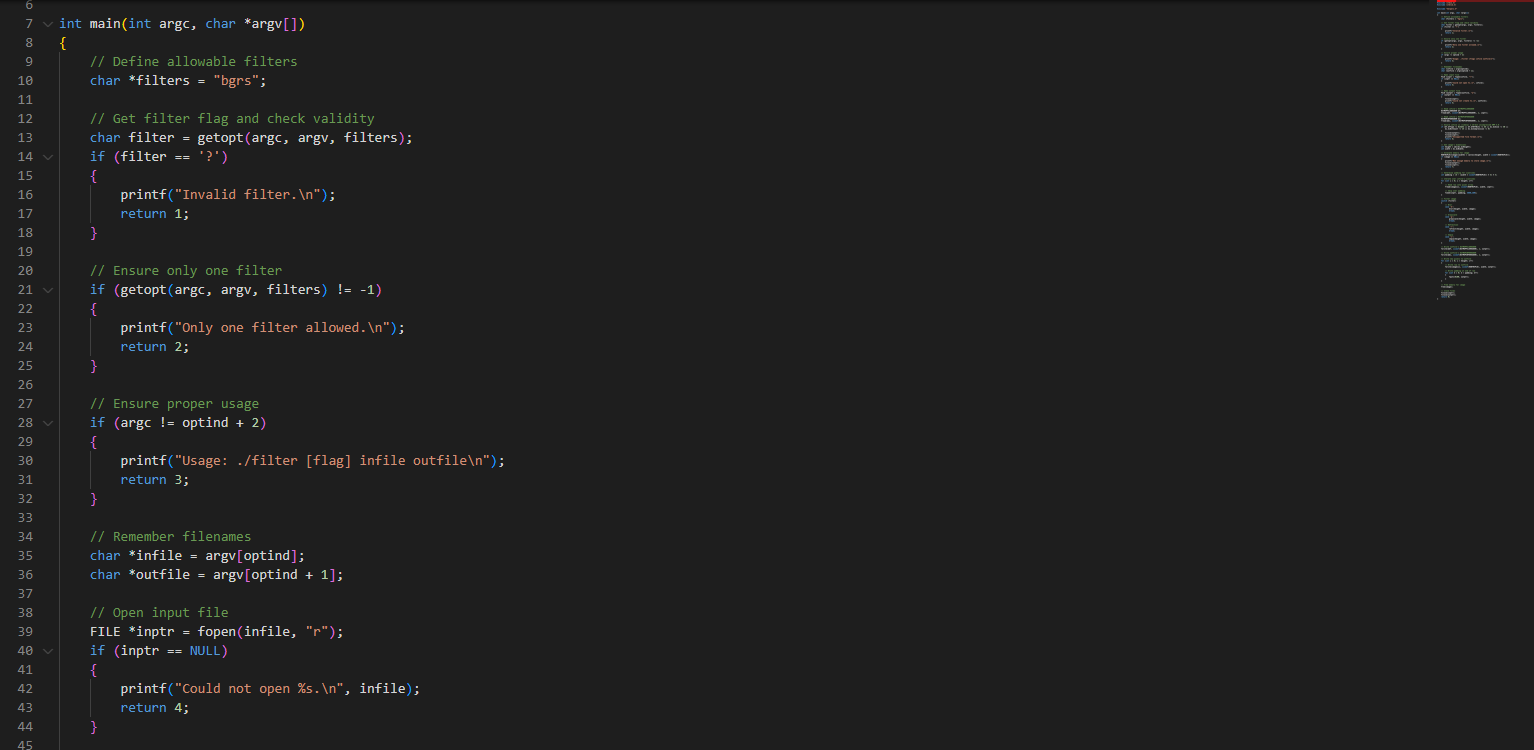 6
7 int main(int argc, char *argv[])
8 {
9     // Define allowable filters
10     char *filters = "bgrs";
11
12     // Get filter flag and check validity
13     char filter = getopt(argc, argv, filters);
14     if (filter == '?')
15     {
16         printf("Invalid filter.\n");
17         return 1;
18     }
19
20     // Ensure only one filter
21     if (getopt(argc, argv, filters) != -1)
22     {
23         printf("Only one filter allowed.\n");
24         return 2;
25     }
26
27     // Ensure proper usage
28     if (argc != optind + 2)
29     {
30         printf("Usage: ./filter [flag] infile outfile\n");
31         return 3;
32     }
33
34     // Remember filenames
35     char *infile = argv[optind];
36     char *outfile = argv[optind + 1];
37
38     // Open input file
39     FILE *inptr = fopen(infile, "r");
40     if (inptr == NULL)
41     {
42         printf("Could not open %s.\n", infile);
43         return 4;
44     }
45